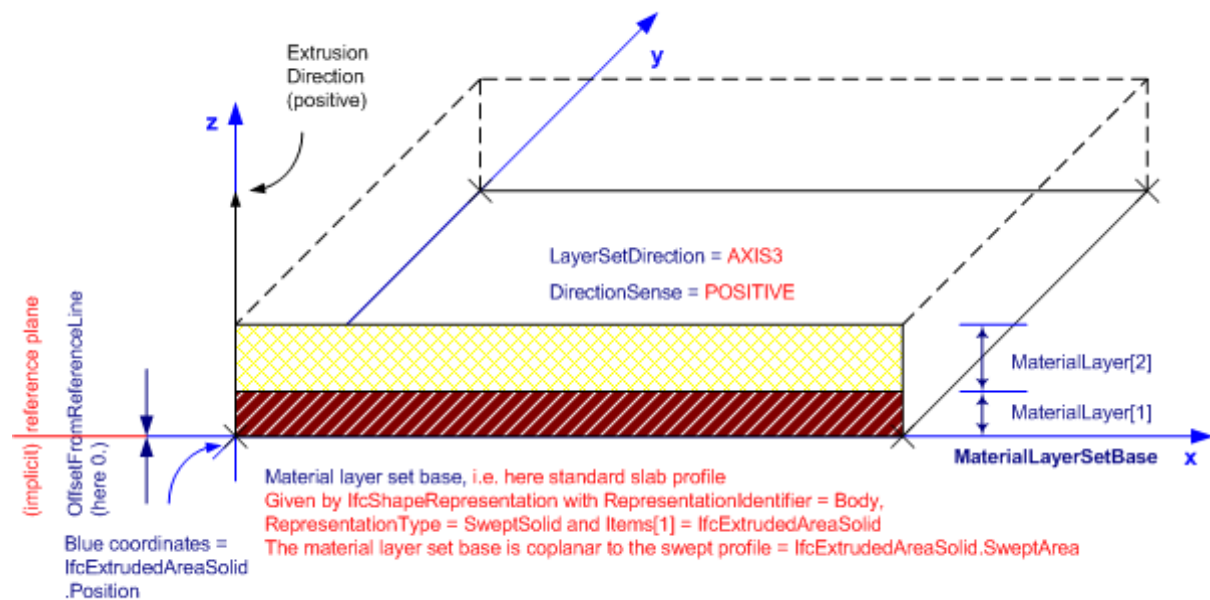 Extrusion
Direction
(positive)
y
z
LayerSetDirection = AXIS3
DirectionSense = POSITIVE
(implicit) reference plane
OffsetFromReferenceLine
(here 0.)
MaterialLayer[2]
MaterialLayer[1]
MaterialLayerSetBase
x
Material layer set base, i.e. here standard slab profile
Given by IfcShapeRepresentation with RepresentationIdentifier = Body,
RepresentationType = SweptSolid and Items[1] = IfcExtrudedAreaSolid
The material layer set base is coplanar to the swept profile = IfcExtrudedAreaSolid.SweptArea
Blue coordinates =
IfcExtrudedAreaSolid
.Position